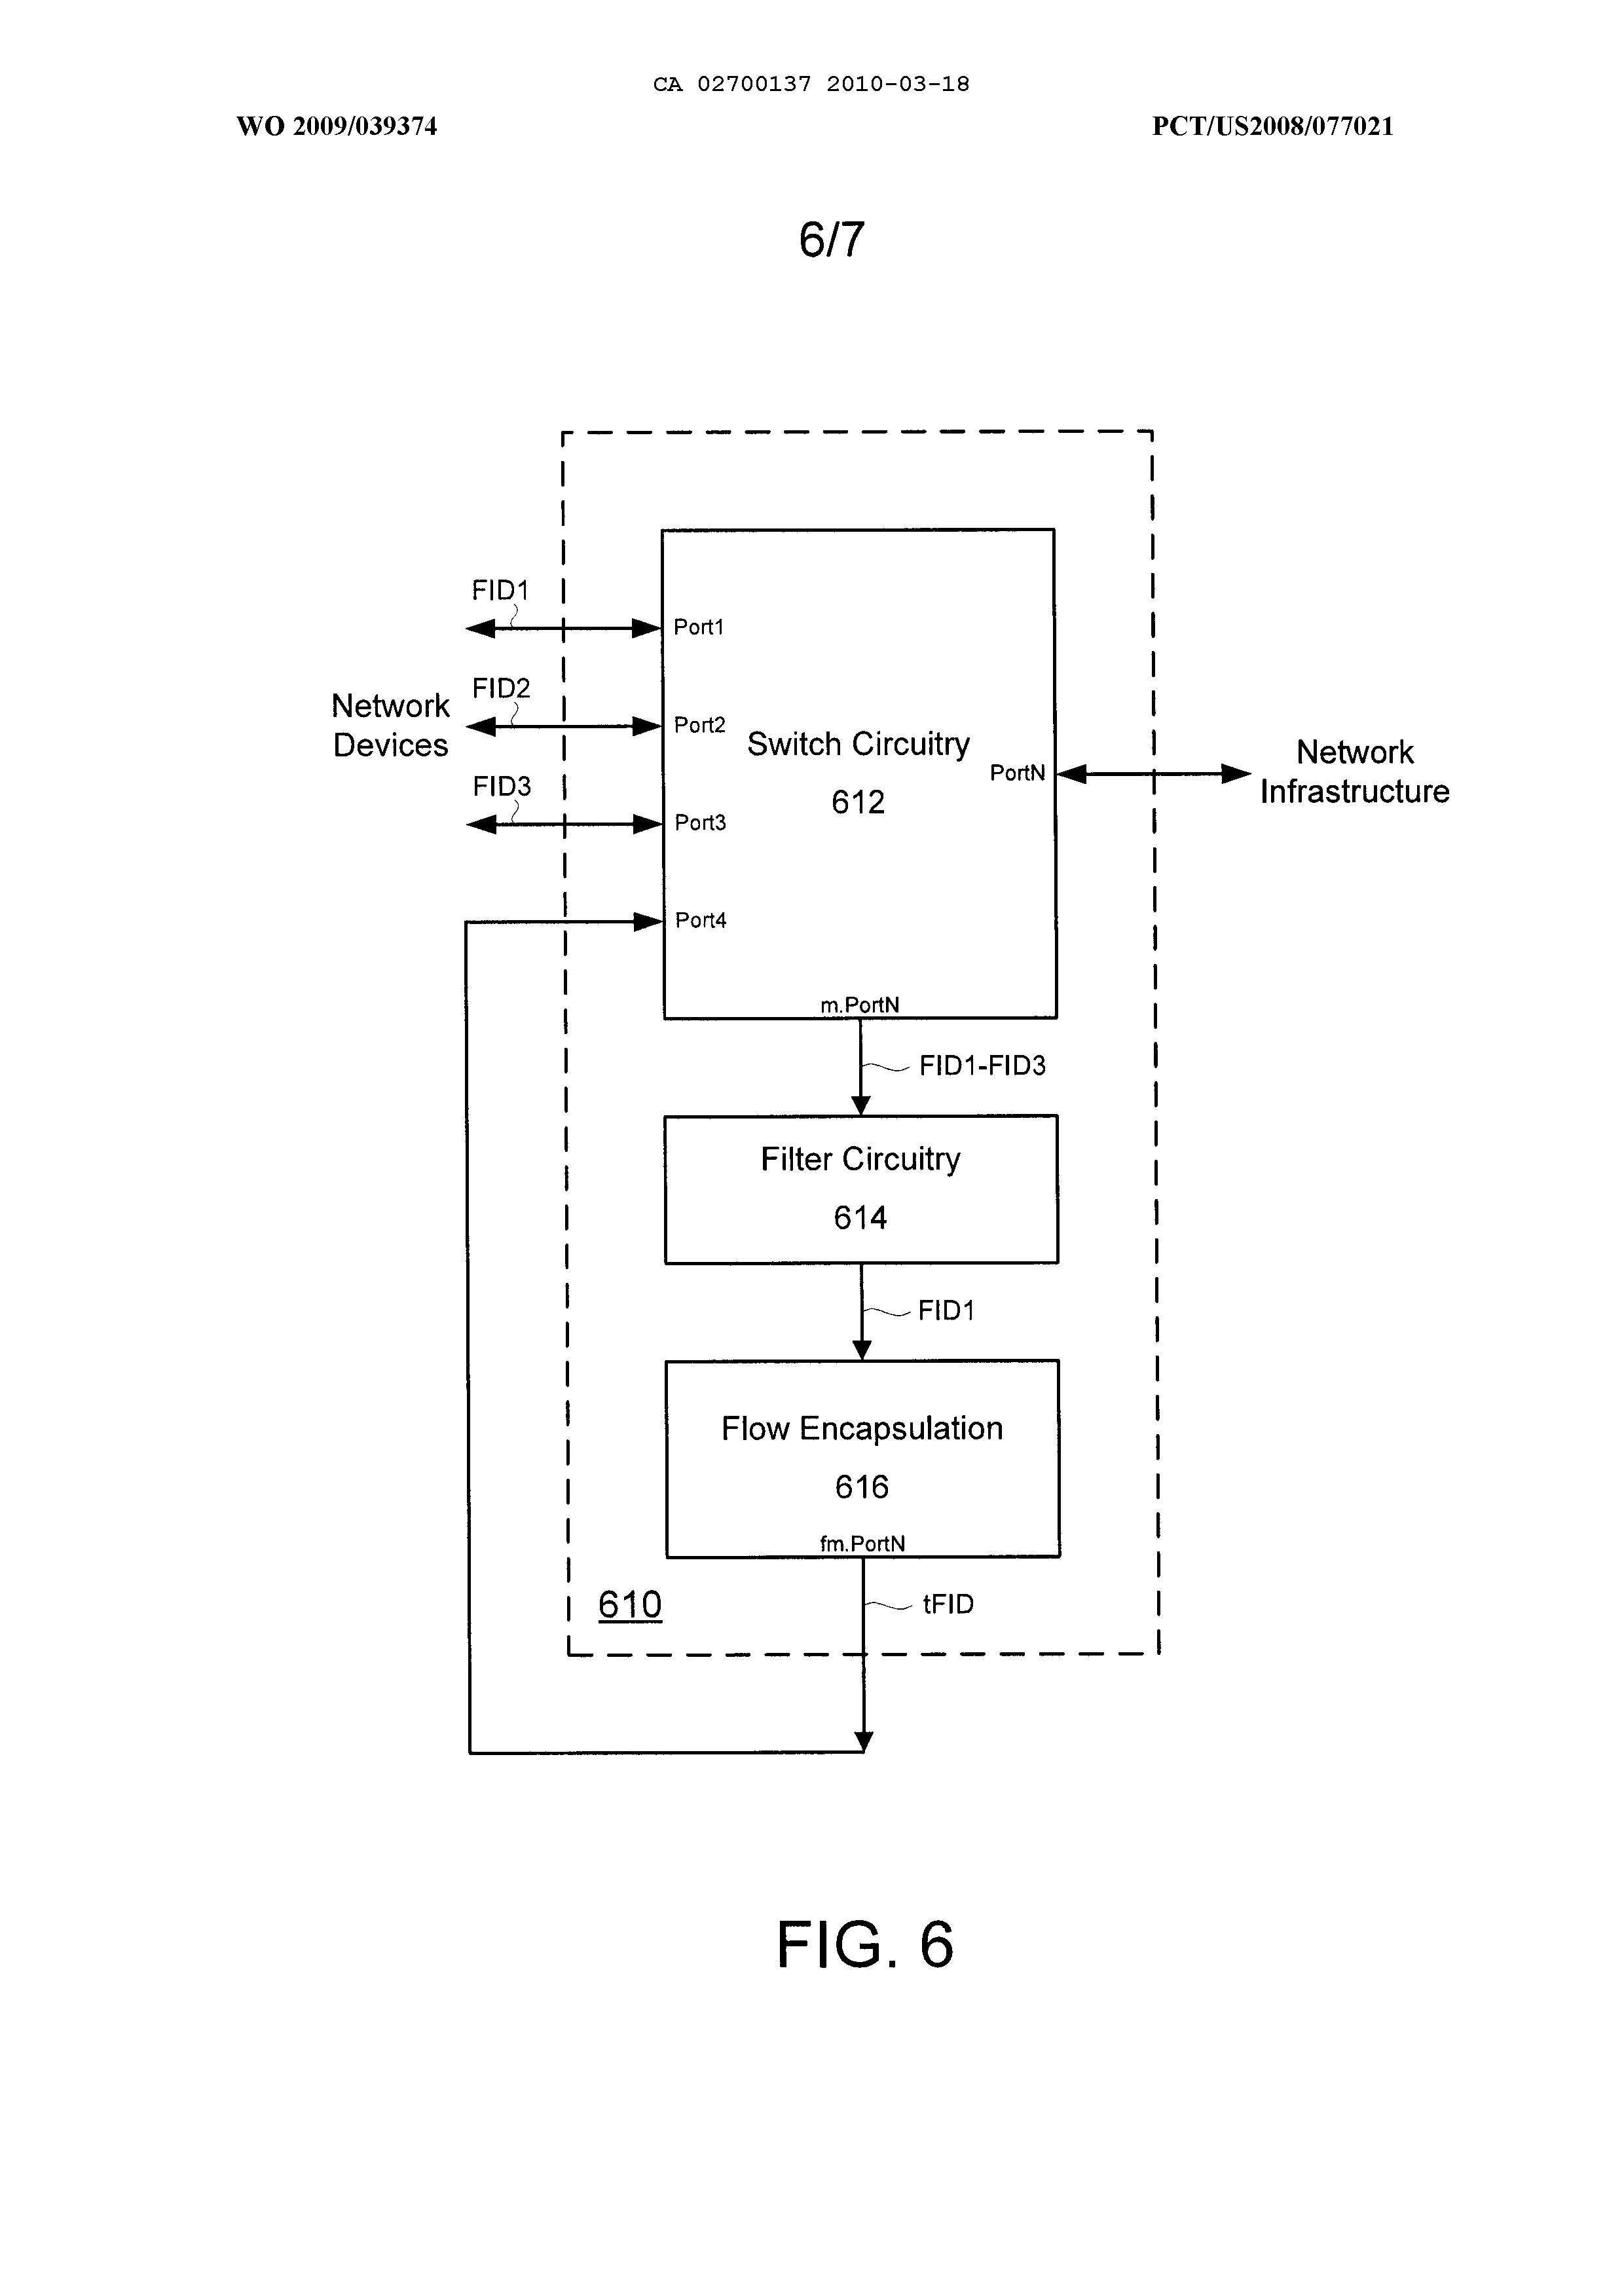 CA 02700137 2010-03-18
WO 2009/039374
PCT/US2008/077021
6/7
FID1
Port1
FID2
Port2
Network
Devices
Switch Circuitry
612
PortN
Network
Infrastructure
FID3
Port3
Port4
m.PortN
FID1-FID3
Filter Circuitry
614
FID1
Flow Encapsulation
616
fm.PortN
610
tFID
FIG. 6